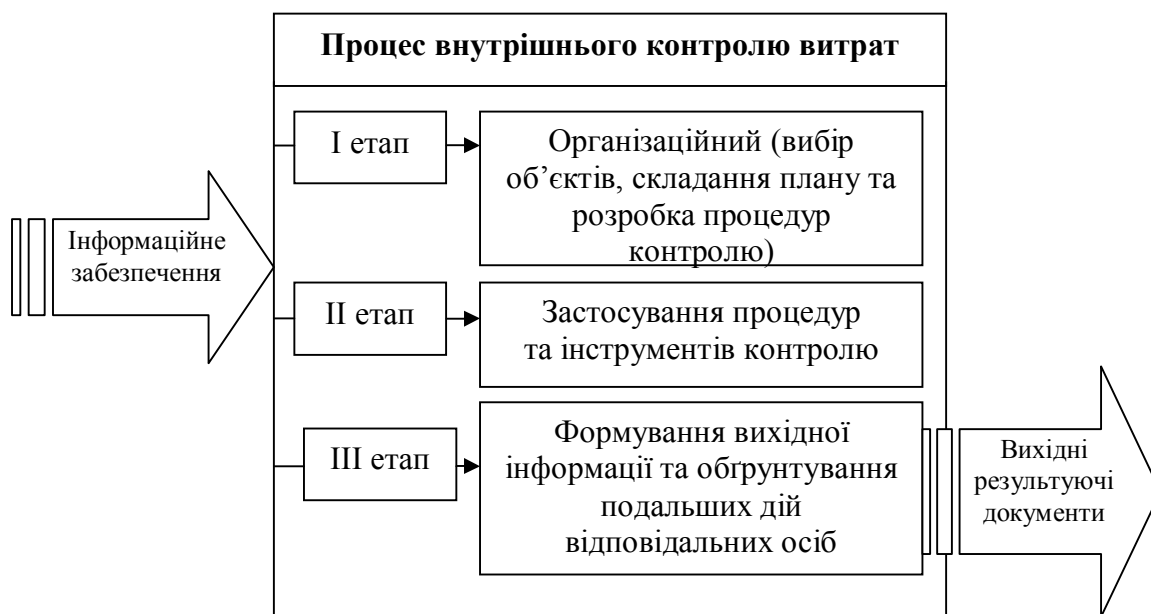 Процес внутрішнього контролю витрат
Інформаційне
забезпечення
І етап
Організаційний (вибір
об’єктів, складання плану та
розробка процедур
контролю)
ІІ етап
Застосування процедур
та інструментів контролю
ІІІ етап
Формування вихідної
інформації та обґрунтування
подальших дій
відповідальних осіб
Вихідні
результуючі
документи